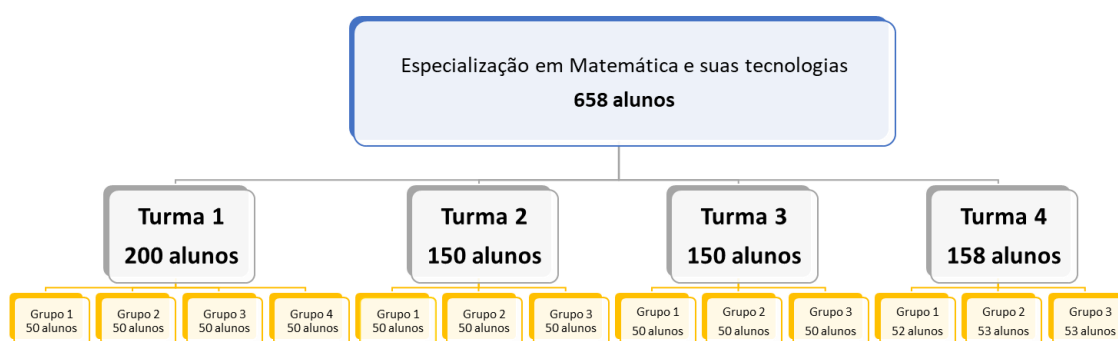 Especialização em Matemática e suas tecnologias
658 alunos
Turma 1
200 alunos
Turma 2
150 alunos
Turma 3
150 alunos
Turma 4
158 alunos
Grupo 1
50 alunos
Grupo 2
50 alunos
Grupo 3
50 alunos
Grupo 4
50 alunos
Grupo 1
50 alunos
Grupo 2
50 alunos
Grupo 3
50 alunos
Grupo 1
50 alunos
Grupo 2
50 alunos
Grupo 3
50 alunos
Grupo 1
52 alunos
Grupo 2
53 alunos
Grupo 3
53 alunos